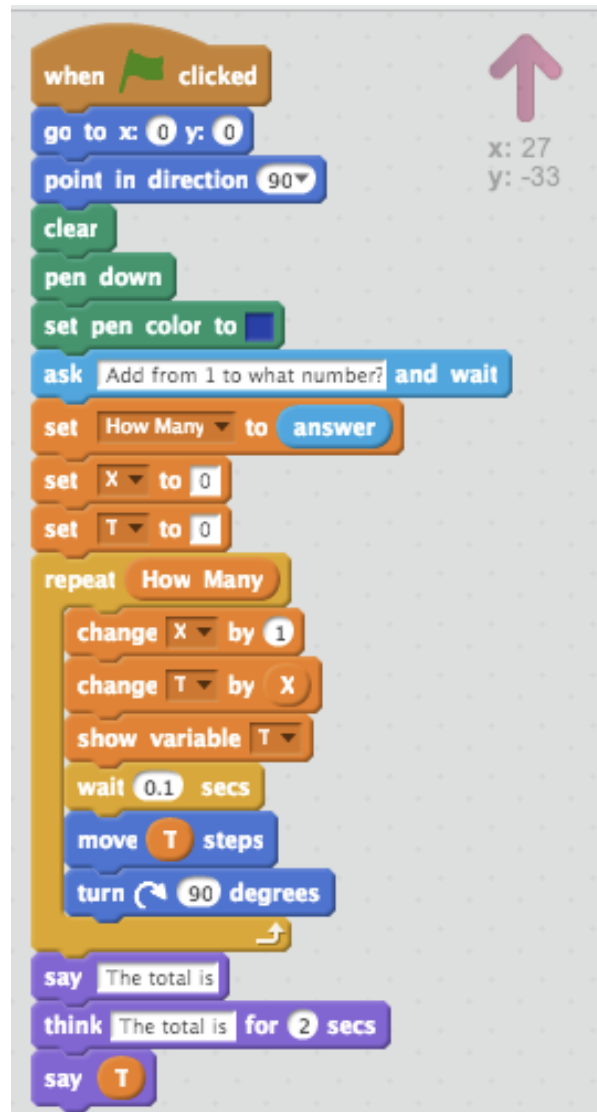 when clicked
go to x: 0 y: 0
x: 27
point in direction 90
y: -33
clear
pen down
set pen color to
ask Add from 1 to what number? and wait
set How Many to answer
set X to 0
set T to 0
repeat How Many
change X by 1
change T by X
show variable T
wait 0.1 secs
move T steps
turn 90 degrees
say The total is
think The total is for 2 secs
say T